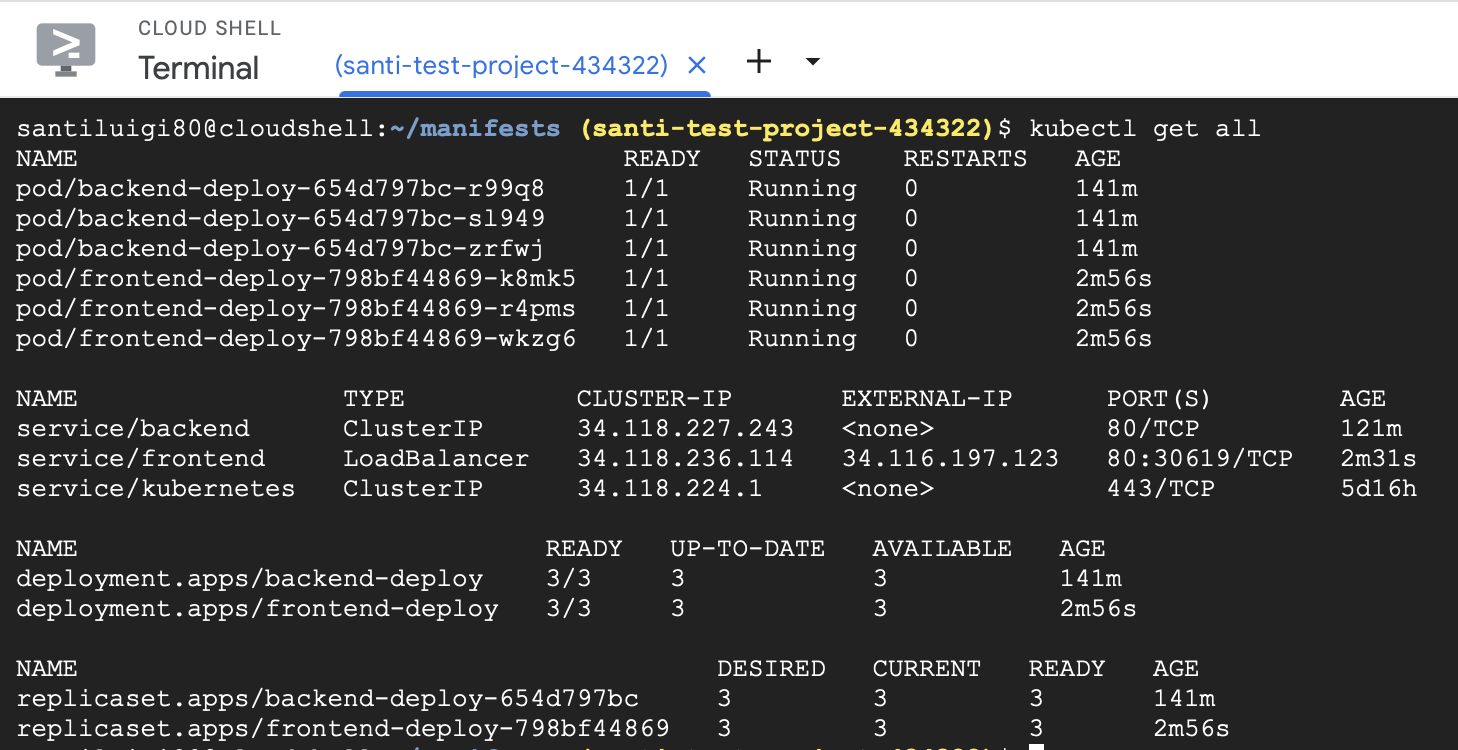 CLOUD SHELL
Terminal (santi-test-project-434322)
santiluigi80@cloudshell:~/manifests (santi-test-project-434322)$ kubectl get all
NAME READY STATUS RESTARTS AGE
pod/backend-deploy-654d797bc-r99q8 1/1 Running 0 141m
pod/backend-deploy-654d797bc-sl949 1/1 Running 0 141m
pod/backend-deploy-654d797bc-zrfwj 1/1 Running 0 141m
pod/frontend-deploy-798bf44869-k8mk5 1/1 Running 0 2m56s
pod/frontend-deploy-798bf44869-r4pms 1/1 Running 0 2m56s
pod/frontend-deploy-798bf44869-wkzg6 1/1 Running 0 2m56s
NAME TYPE CLUSTER-IP EXTERNAL-IP PORT(S) AGE
service/backend ClusterIP 34.118.227.243 <none> 80/TCP 121m
service/frontend LoadBalancer 34.118.236.114 34.116.197.123 80:30619/TCP 2m31s
service/kubernetes ClusterIP 34.118.224.1 <none> 443/TCP 5d16h
NAME READY UP-TO-DATE AVAILABLE AGE
deployment.apps/backend-deploy 3/3 3 3 141m
deployment.apps/frontend-deploy 3/3 3 3 2m56s
NAME DESIRED CURRENT READY AGE
replicaset.apps/backend-deploy-654d797bc 3 3 3 141m
replicaset.apps/frontend-deploy-798bf44869 3 3 3 2m56s